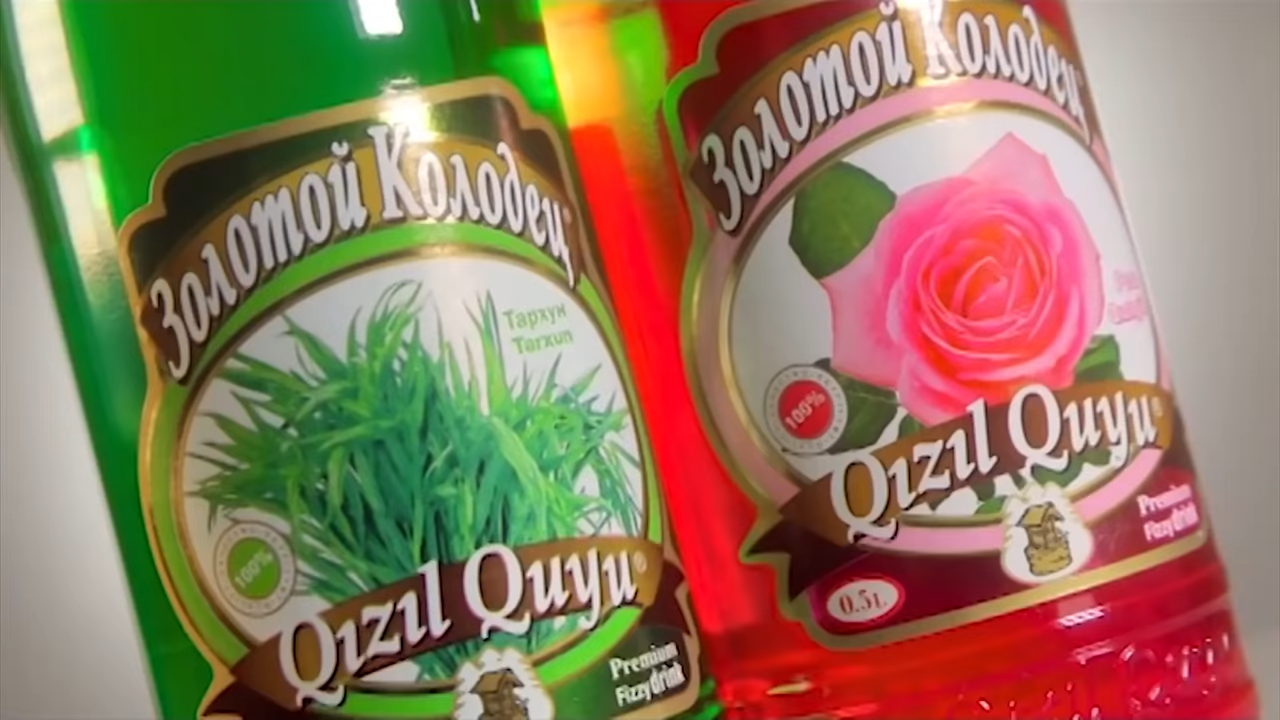 Золотой Колодец
Тархун
Tərxun
100%
Qızıl Quyu®
Premium
Fizzy drink
Золотой Колодец
100%
Qızıl Quyu®
Premium
Fizzy drink
0.5L